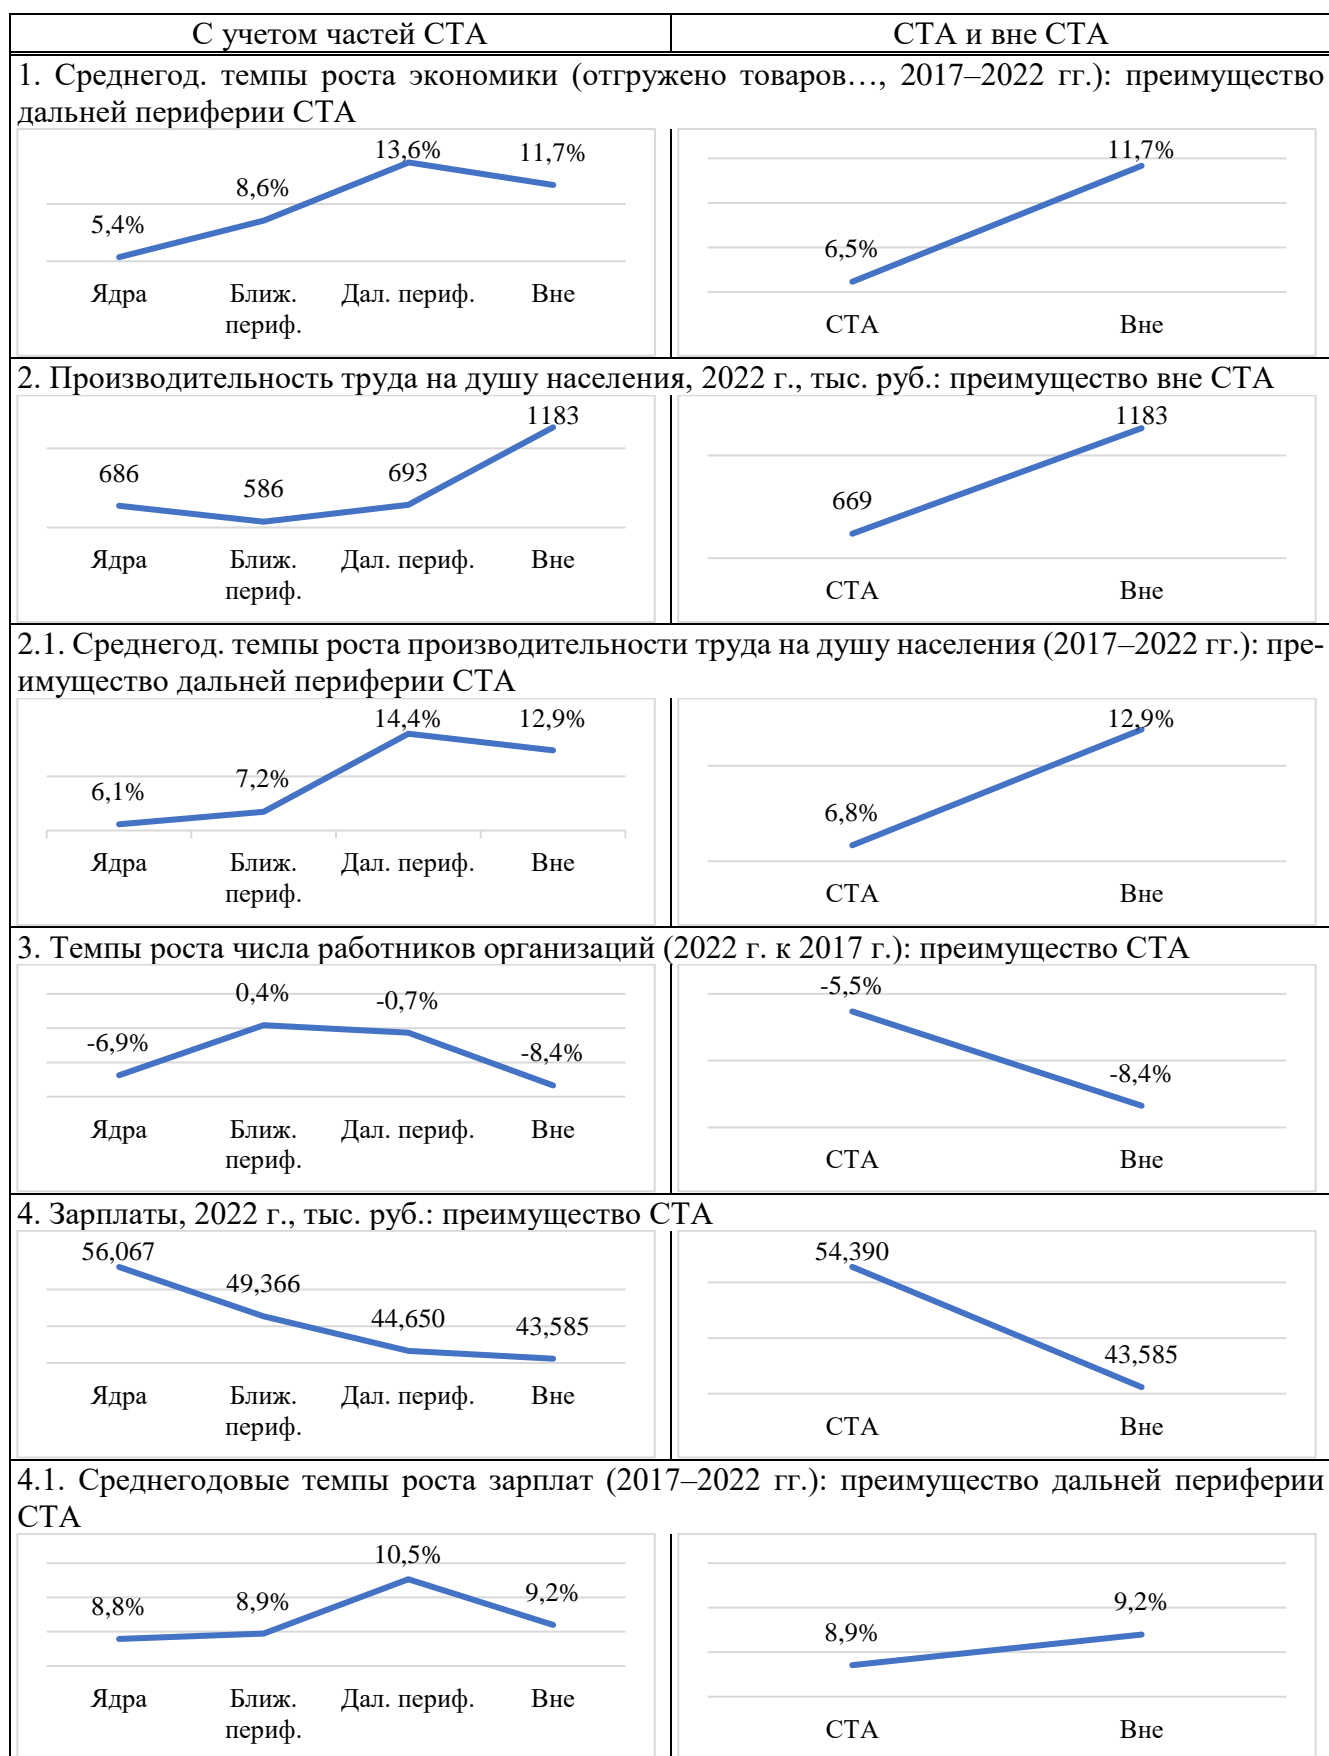 С учетом частей СТА
СТА и вне СТА
1. Среднегод. темпы роста экономики (отгружено товаров…, 2017–2022 гг.): преимущество
дальней периферии СТА
5,4%
8,6%
13,6%
11,7%
Ядра
Ближ.
периф.
Дал. периф.
Вне
6,5%
11,7%
СТА
Вне
2. Производительность труда на душу населения, 2022 г., тыс. руб.: преимущество вне СТА
686
586
693
1183
Ядра
Ближ.
периф.
Дал. периф.
Вне
669
1183
СТА
Вне
2.1. Среднегод. темпы роста производительности труда на душу населения (2017–2022 гг.): пре-
имущество дальней периферии СТА
6,1%
7,2%
14,4%
12,9%
Ядра
Ближ.
периф.
Дал. периф.
Вне
6,8%
12,9%
СТА
Вне
3. Темпы роста числа работников организаций (2022 г. к 2017 г.): преимущество СТА
-6,9%
0,4%
-0,7%
-8,4%
Ядра
Ближ.
периф.
Дал. периф.
Вне
-5,5%
-8,4%
СТА
Вне
4. Зарплаты, 2022 г., тыс. руб.: преимущество СТА
56,067
49,366
44,650
43,585
Ядра
Ближ.
периф.
Дал. периф.
Вне
54,390
43,585
СТА
Вне
4.1. Среднегодовые темпы роста зарплат (2017–2022 гг.): преимущество дальней периферии
СТА
8,8%
8,9%
10,5%
9,2%
Ядра
Ближ.
периф.
Дал. периф.
Вне
8,9%
9,2%
СТА
Вне